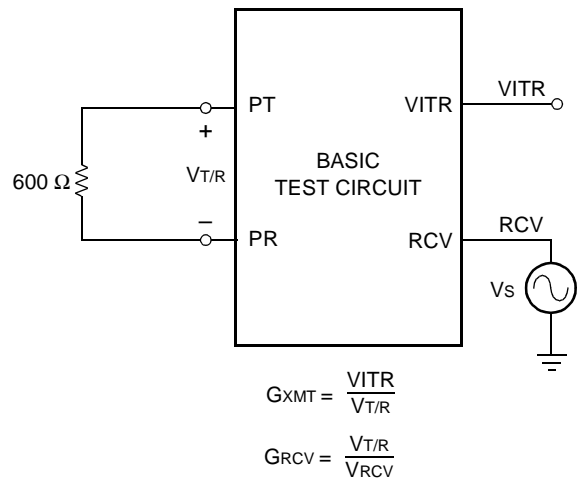 PT
VITR
VITR
+
BASIC
TEST CIRCUIT
600 Ω
VT/R
–
PR
RCV
RCV
VS
GXMT = VITR
VT/R
GRCV = VT/R
VRCV